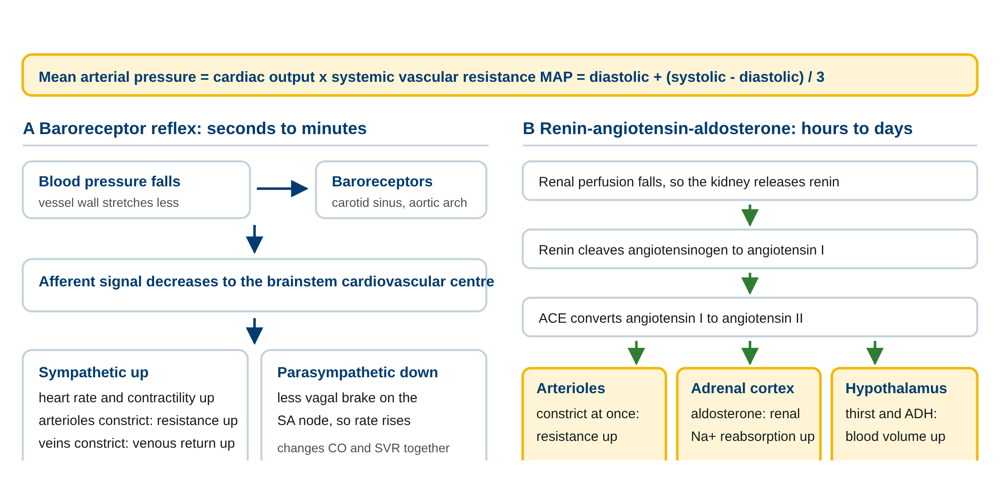 Mean arterial pressure = cardiac output x systemic vascular resistance MAP = diastolic + (systolic - diastolic) / 3
A Baroreceptor reflex: seconds to minutes
Blood pressure falls
vessel wall stretches less
Baroreceptors
carotid sinus, aortic arch
Afferent signal decreases to the brainstem cardiovascular centre
Sympathetic up
heart rate and contractility up
arterioles constrict: resistance up
veins constrict: venous return up
Parasympathetic down
less vagal brake on the
SA node, so rate rises
changes CO and SVR together
B Renin-angiotensin-aldosterone: hours to days
Renal perfusion falls, so the kidney releases renin
Renin cleaves angiotensinogen to angiotensin I
ACE converts angiotensin I to angiotensin II
Arterioles
constrict at once:
resistance up
Adrenal cortex
aldosterone: renal
Na+ reabsorption up
Hypothalamus
thirst and ADH:
blood volume up